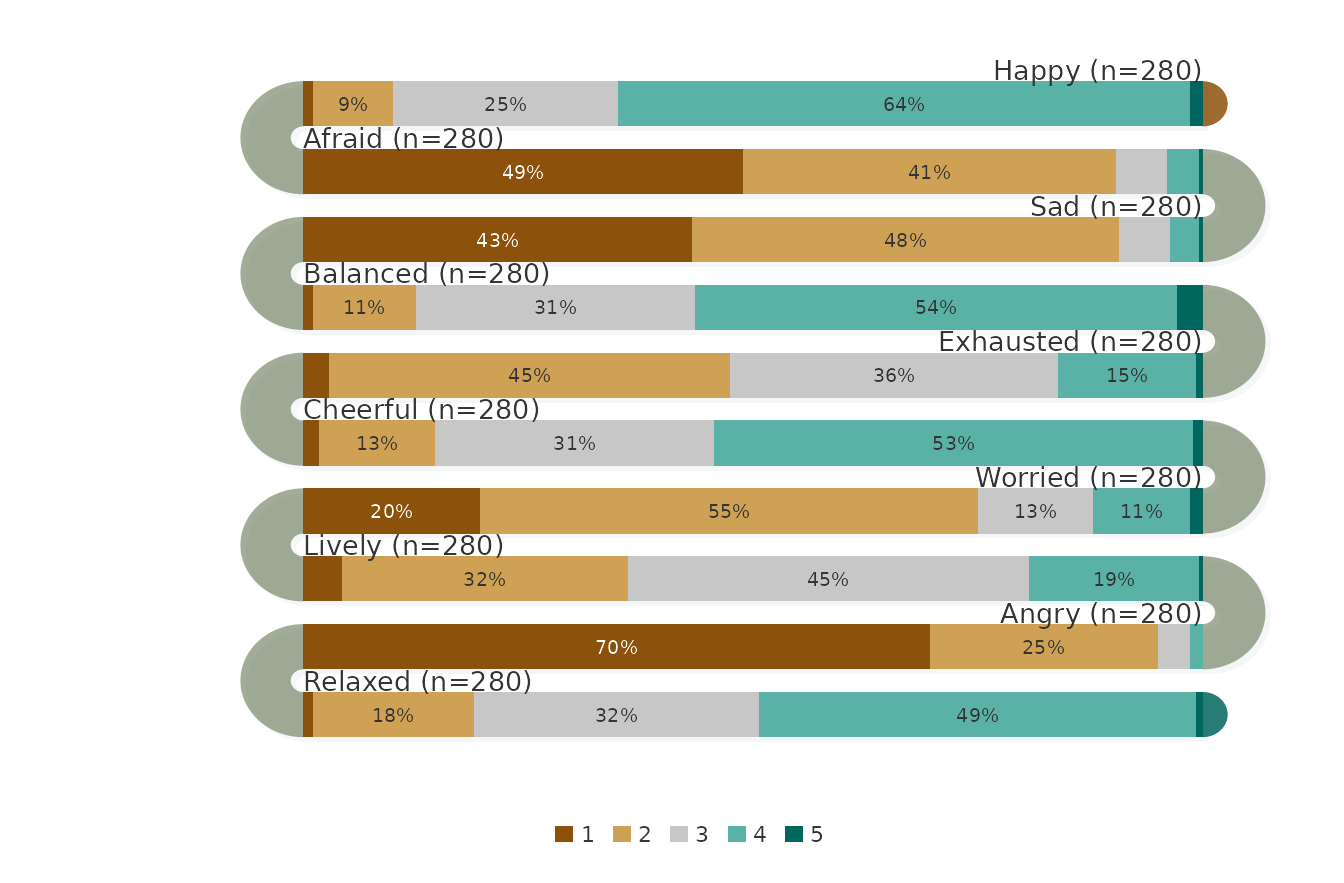 Happy (n=280)
9% 25% 64%
Afraid (n=280)
49% 41%
Sad (n=280)
43% 48%
Balanced (n=280)
11% 31% 54%
Exhausted (n=280)
45% 36% 15%
Cheerful (n=280)
13% 31% 53%
Worried (n=280)
20% 55% 13% 11%
Lively (n=280)
32% 45% 19%
Angry (n=280)
70% 25%
Relaxed (n=280)
18% 32% 49%
1 2 3 4 5